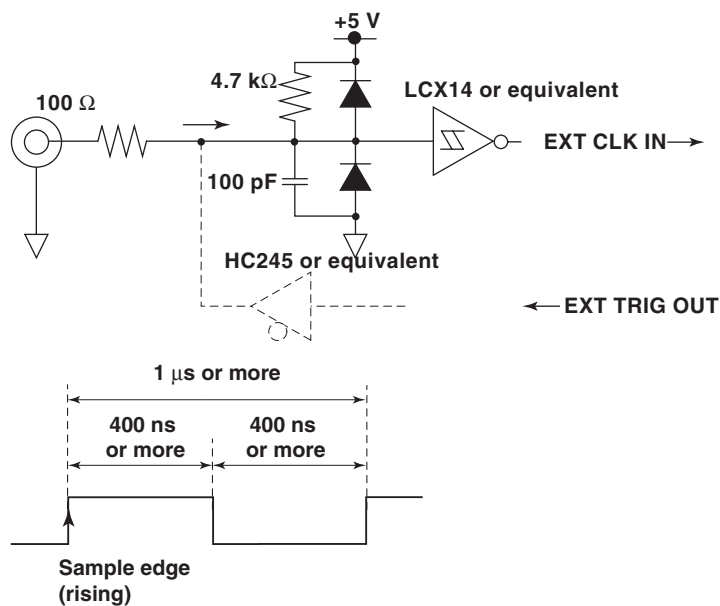 +5 V
4.7 kΩ
LCX14 or equivalent
100 Ω
EXT CLK IN
100 pF
HC245 or equivalent
EXT TRIG OUT
1 μs or more
400 ns
or more
400 ns
or more
Sample edge
(rising)